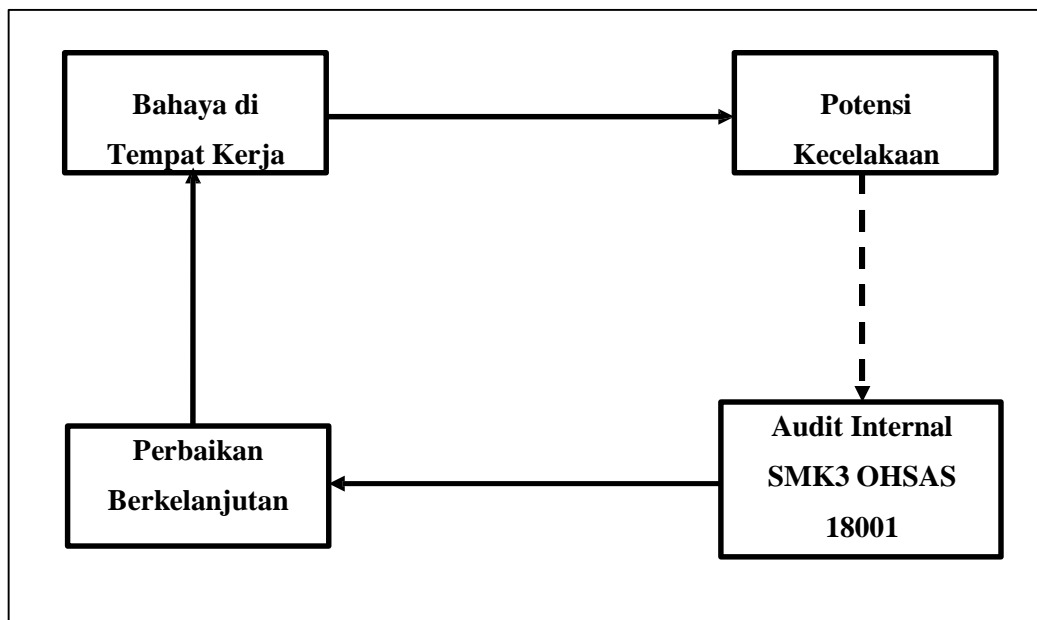 Bahaya di
Tempat Kerja
Potensi
Kecelakaan
Perbaikan
Berkelanjutan
Audit Internal
SMK3 OHSAS
18001